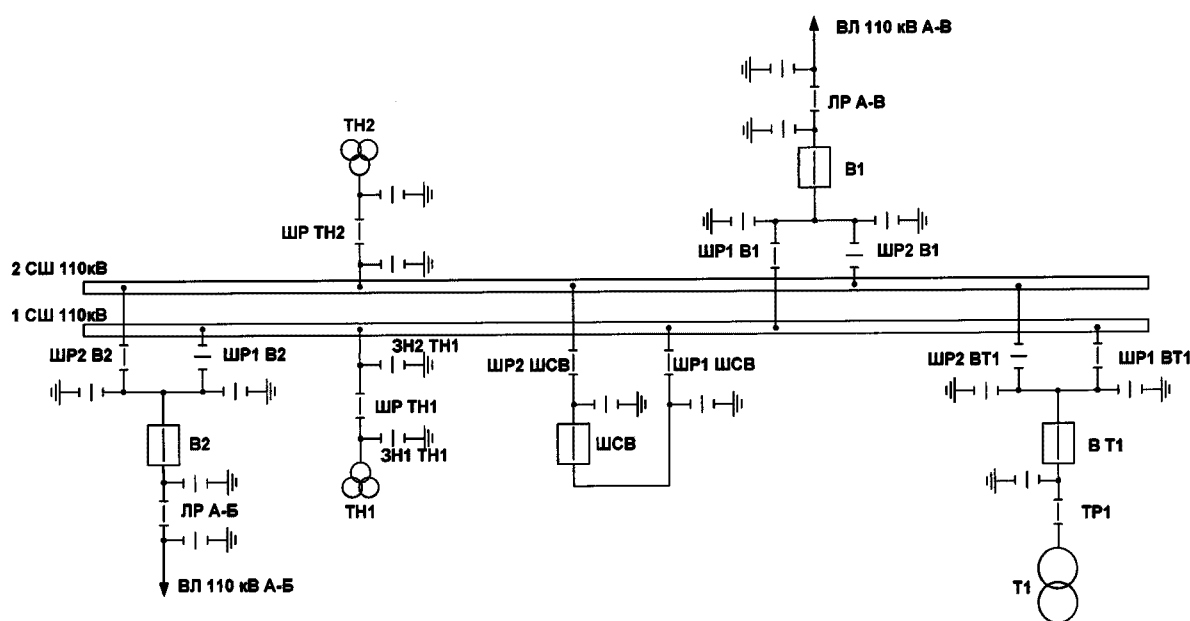 ВЛ 110 кВ А-В
ЛР А-В
ТН2
В1
ШР ТН2
ШР1 В1
ШР2 В1
2 СШ 110кВ
1 СШ 110кВ
ШР2 В2
ШР1 В2
ЗН2 ТН1
ШР2 ШСВ
ШР1 ШСВ
ШР2 ВТ1
ШР1 ВТ1
ШР ТН1
В2
ШСВ
В Т1
ЗН1 ТН1
ТН1
ЛР А-Б
ТР1
ВЛ 110 кВ А-Б
Т1